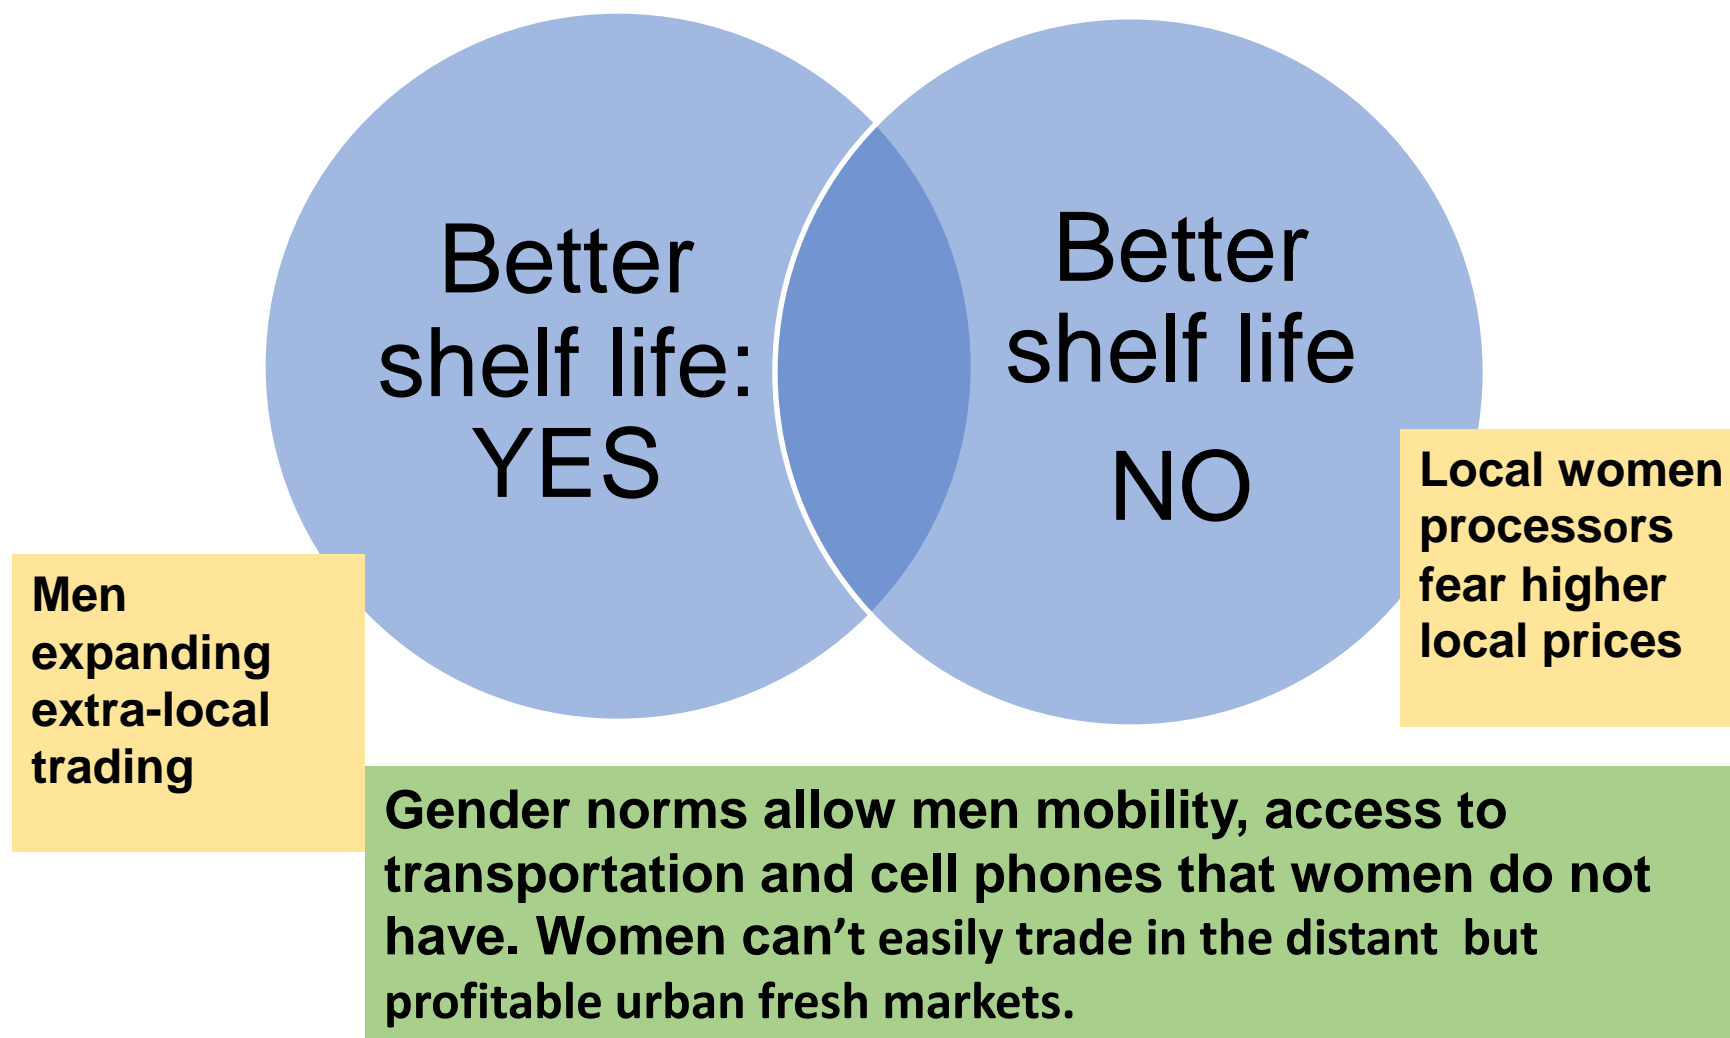 Better
shelf life:
YES
Better
shelf life
NO
Men
expanding
extra-local
trading
Local women
processors
fear higher
local prices
Gender norms allow men mobility, access to
transportation and cell phones that women do not
have. Women can’t easily trade in the distant  but
profitable urban fresh markets.